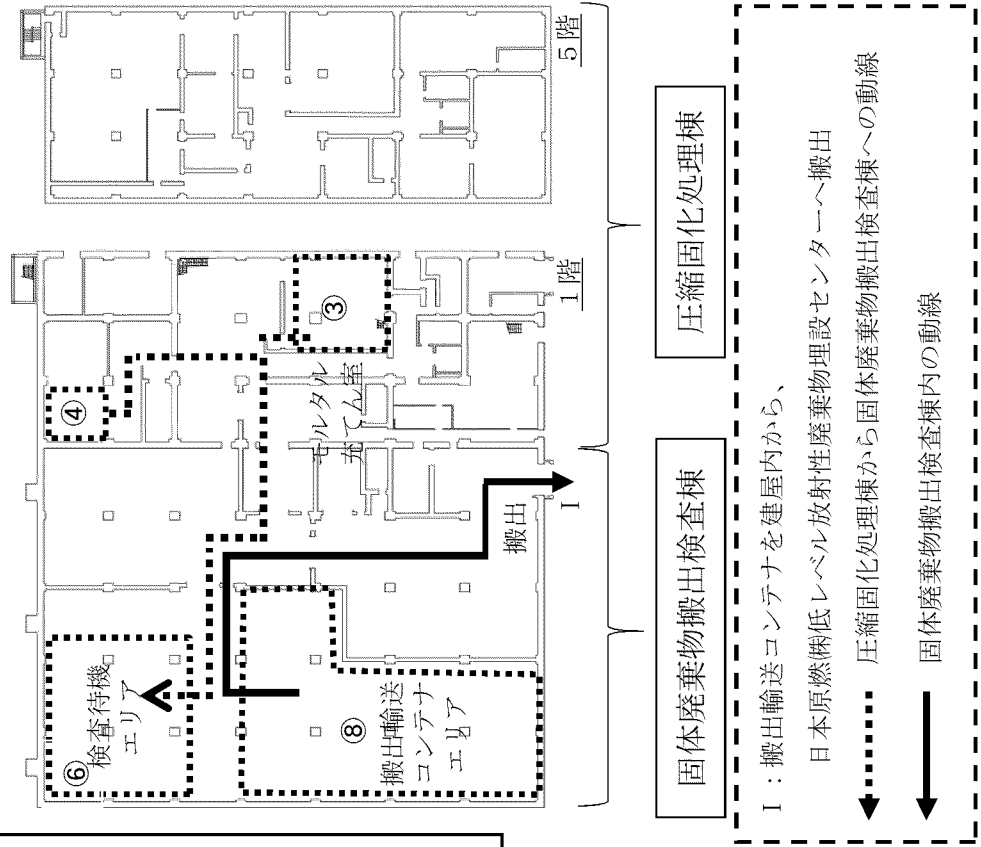 5階
1階
③
④
モルタル
充てん室
⑥
検査待機
エリア
⑧
搬出輸送
コンテナ
エリア
搬出
I
圧縮固化処理棟
固体廃棄物搬出検査棟
I：搬出輸送コンテナを建屋内から、
日本原燃㈱低レベル放射性廃棄物埋設センターへ搬出
圧縮固化処理棟から固体廃棄物搬出検査棟への動線
固体廃棄物搬出検査棟内の動線